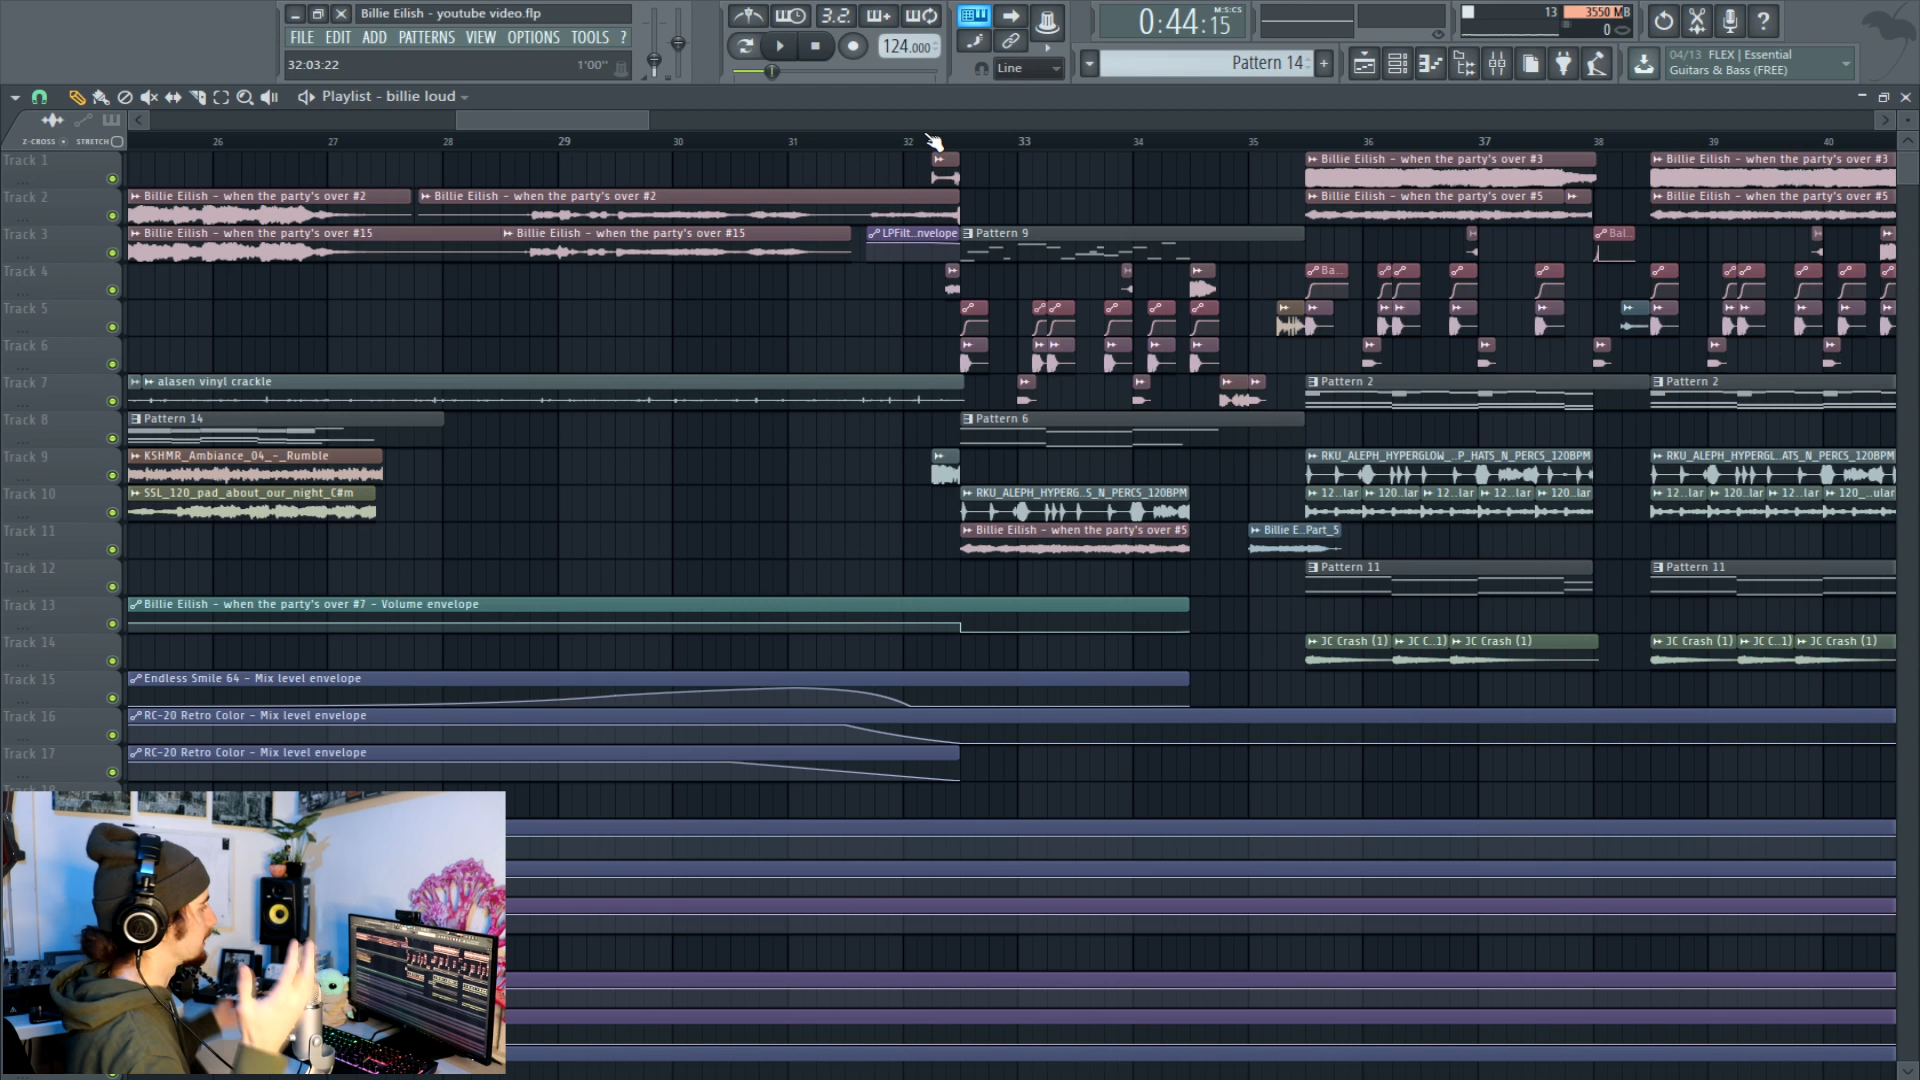 Billie Eilish - youtube video.flp
FILE EDIT ADD PATTERNS VIEW OPTIONS TOOLS ?
32:03:22 1'00"
3.2.
124.000
Line
0:44:15 M:S:CS
Pattern 14 +
13 3550 MB
0
?
04/13 FLEX | Essential
Guitars & Bass (FREE)
Playlist - billie loud
Z-CROSS STRETCH
26 27 28 29 30 31 32 33 34 35 36 37 38 39 40
Track 1 Billie Eilish - when the party's over #3 Billie Eilish - when the party's over #3
Track 2 Billie Eilish - when the party's over #2 Billie Eilish - when the party's over #2 Billie Eilish - when the party's over #5 Billie Eilish - when the party's over #5
Track 3 Billie Eilish - when the party's over #15 Billie Eilish - when the party's over #15 LPFilt..nvelope Pattern 9 Bal..
Track 4 Ba..
Track 5
Track 6
Track 7 alasen vinyl crackle Pattern 2 Pattern 2
Track 8 Pattern 14 Pattern 6
Track 9 KSHMR_Ambiance_04_-_Rumble RKU_ALEPH_HYPERGLOW_..P_HATS_N_PERCS_120BPM RKU_ALEPH_HYPERGL..ATS_N_PERCS_120BPM
Track 10 SSL_120_pad_about_our_night_C#m RKU_ALEPH_HYPERG..S_N_PERCS_120BPM 12..lar 120..lar 12..lar 12..lar 120..lar 12..lar 120..lar 12..lar 120_..ular
Track 11 Billie Eilish - when the party's over #5 Billie E..Part_5
Track 12 Pattern 11 Pattern 11
Track 13 Billie Eilish - when the party's over #7 - Volume envelope
Track 14 JC Crash (1) JC C..1) JC Crash (1) JC Crash (1) JC C..1) JC Crash (1)
Track 15 Endless Smile 64 - Mix level envelope
Track 16 RC-20 Retro Color - Mix level envelope
Track 17 RC-20 Retro Color - Mix level envelope